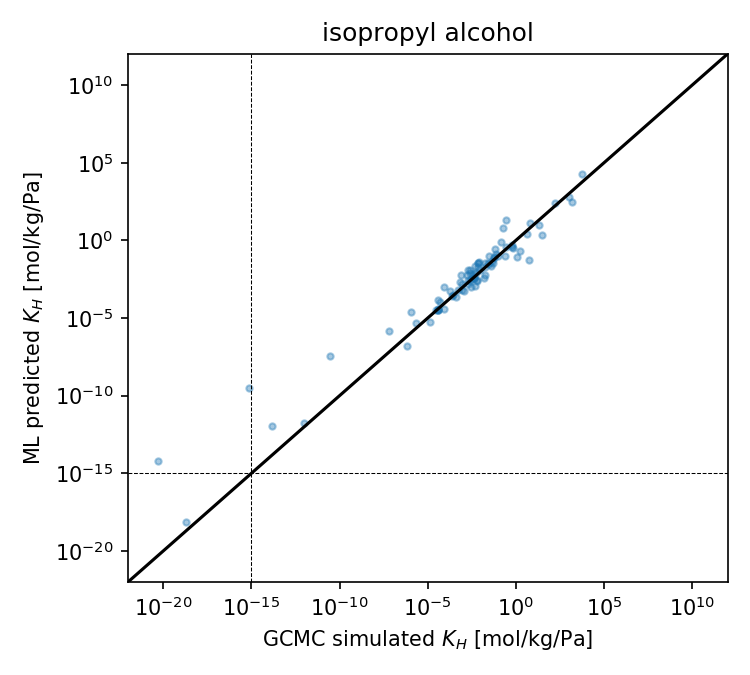 isopropyl alcohol
ML predicted K_H [mol/kg/Pa]
10^10
10^5
10^0
10^−5
10^−10
10^−15
10^−20
10^−20 10^−15 10^−10 10^−5 10^0 10^5 10^10
GCMC simulated K_H [mol/kg/Pa]